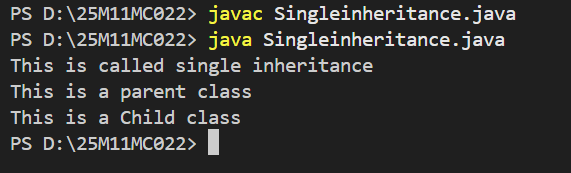 PS D:\25M11MC022> javac Singleinheritance.java
PS D:\25M11MC022> java Singleinheritance.java
This is called single inheritance
This is a parent class
This is a Child class
PS D:\25M11MC022>